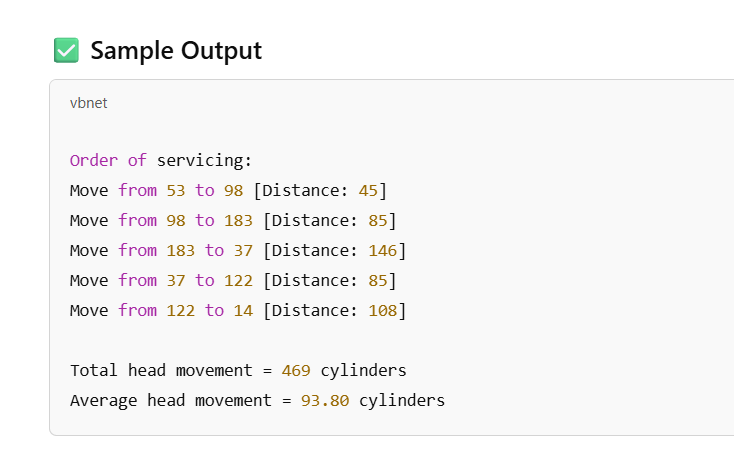 ✅ Sample Output
vbnet
Order of servicing:
Move from 53 to 98 [Distance: 45]
Move from 98 to 183 [Distance: 85]
Move from 183 to 37 [Distance: 146]
Move from 37 to 122 [Distance: 85]
Move from 122 to 14 [Distance: 108]
Total head movement = 469 cylinders
Average head movement = 93.80 cylinders